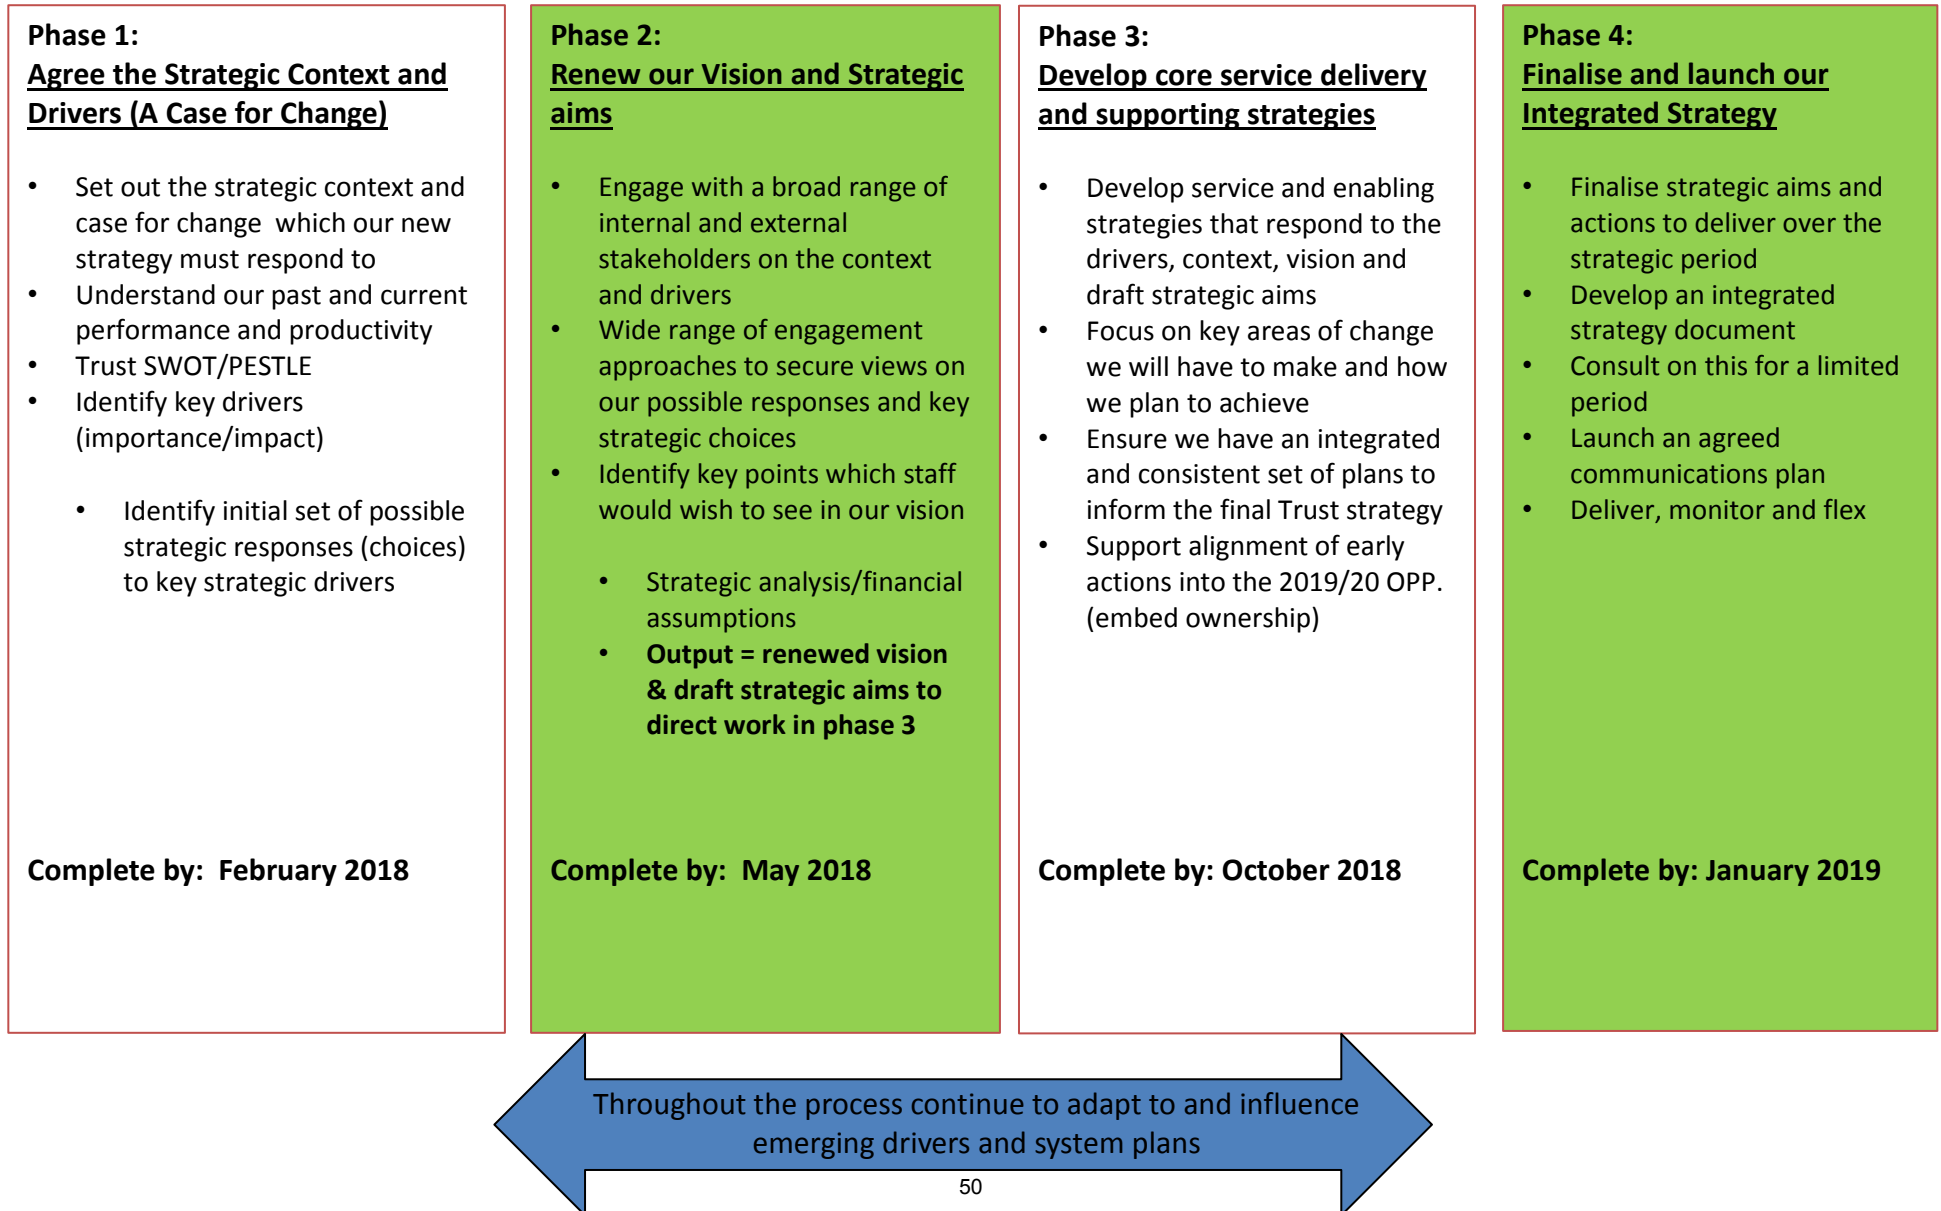 Phase 1:
Agree the Strategic Context and
Drivers (A Case for Change)
• Set out the strategic context and
case for change  which our new
strategy must respond to
• Understand our past and current
performance and productivity
• Trust SWOT/PESTLE
• Identify key drivers
(importance/impact)
• Identify initial set of possible
strategic responses (choices)
to key strategic drivers
Complete by:  February 2018
Phase 2:
Renew our Vision and Strategic
aims
• Engage with a broad range of
internal and external
stakeholders on the context
and drivers
• Wide range of engagement
approaches to secure views on
our possible responses and key
strategic choices
• Identify key points which staff
would wish to see in our vision
• Strategic analysis/financial
assumptions
• Output = renewed vision
& draft strategic aims to
direct work in phase 3
Complete by:  May 2018
Phase 3:
Develop core service delivery
and supporting strategies
• Develop service and enabling
strategies that respond to the
drivers, context, vision and
draft strategic aims
• Focus on key areas of change
we will have to make and how
we plan to achieve
• Ensure we have an integrated
and consistent set of plans to
inform the final Trust strategy
• Support alignment of early
actions into the 2019/20 OPP.
(embed ownership)
Complete by: October 2018
Phase 4:
Finalise and launch our
Integrated Strategy
• Finalise strategic aims and
actions to deliver over the
strategic period
• Develop an integrated
strategy document
• Consult on this for a limited
period
• Launch an agreed
communications plan
• Deliver, monitor and flex
Complete by: January 2019
Throughout the process continue to adapt to and influence
emerging drivers and system plans
50